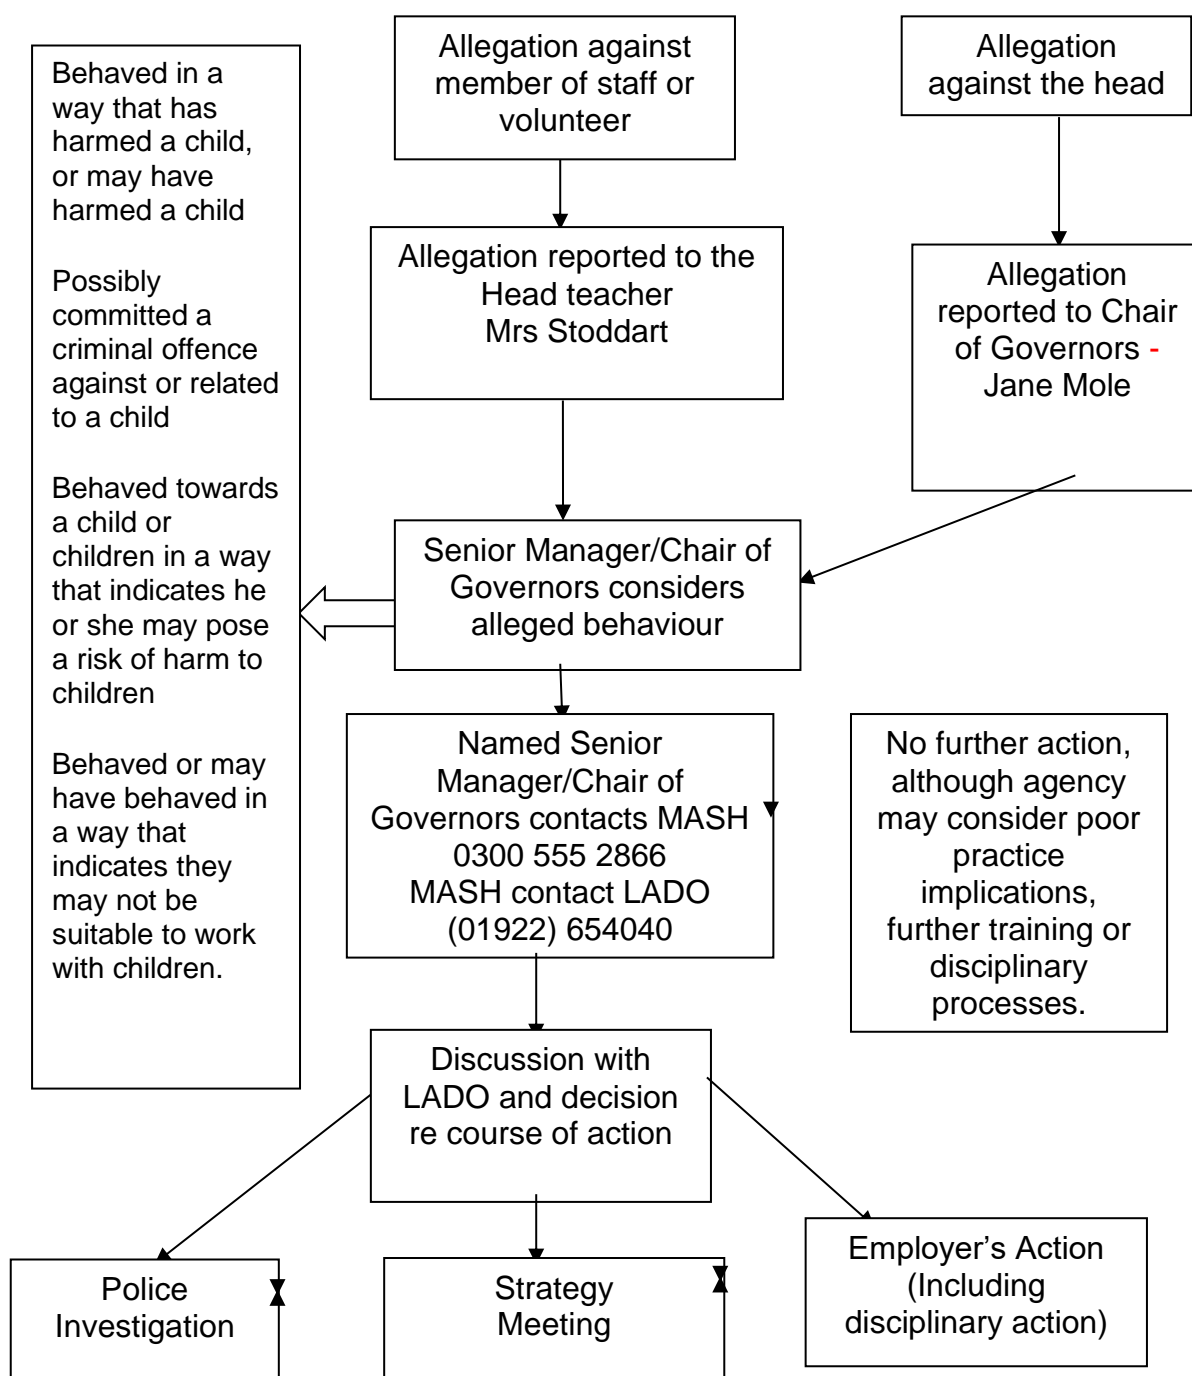 Allegation against
member of staff or
volunteer
Allegation
against the head
Behaved in a
way that has
harmed a child,
or may have
harmed a child
Possibly
committed a
criminal offence
against or related
to a child
Behaved towards
a child or
children in a way
that indicates he
or she may pose
a risk of harm to
children
Behaved or may
have behaved in
a way that
indicates they
may not be
suitable to work
with children.
Allegation reported to the
Head teacher
Mrs Stoddart
Allegation
reported to Chair
of Governors -
Jane Mole
Senior Manager/Chair of
Governors considers
alleged behaviour
Named Senior
Manager/Chair of
Governors contacts MASH
0300 555 2866
MASH contact LADO
(01922) 654040
No further action,
although agency
may consider poor
practice
implications,
further training or
disciplinary
processes.
Discussion with
LADO and decision
re course of action
Police
Investigation
Strategy
Meeting
Employer's Action
(Including
disciplinary action)